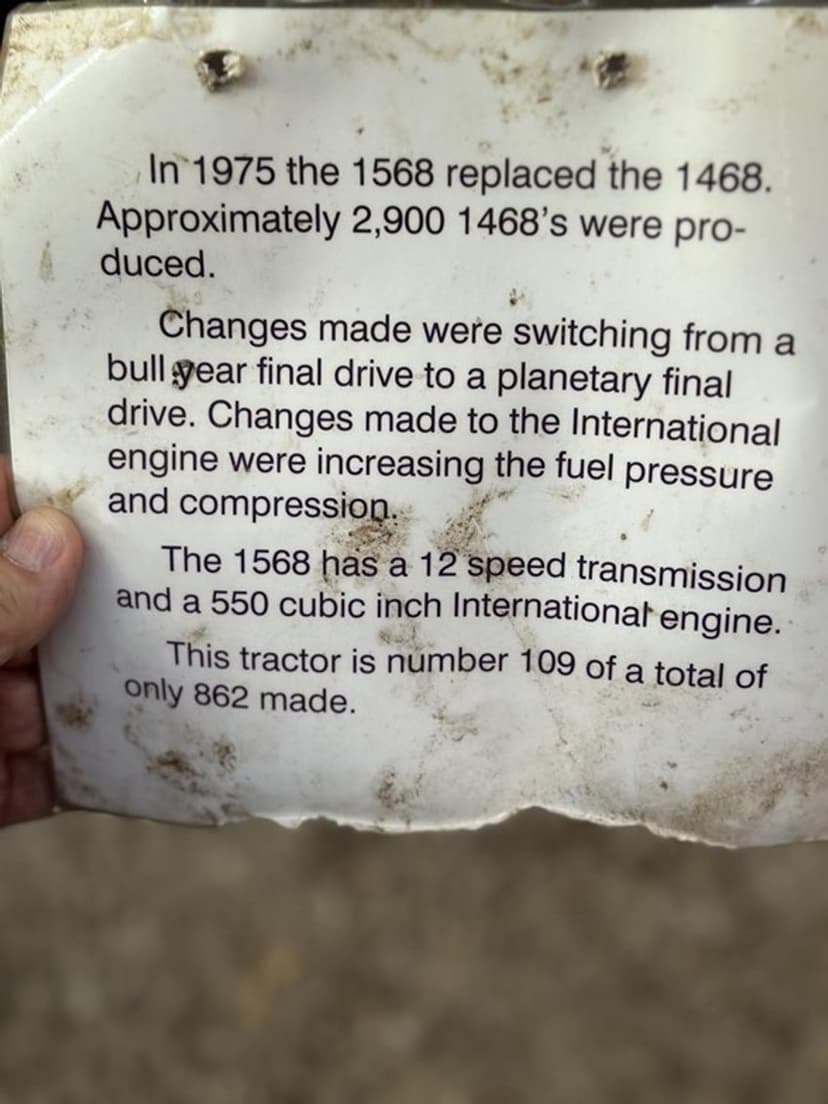 In 1975 the 1568 replaced the 1468.
Approximately 2,900 1468's were pro-
duced.
Changes made were switching from a
bull year final drive to a planetary final
drive. Changes made to the International
engine were increasing the fuel pressure
and compression.
The 1568 has a 12 speed transmission
and a 550 cubic inch International engine.
This tractor is number 109 of a total of
only 862 made.